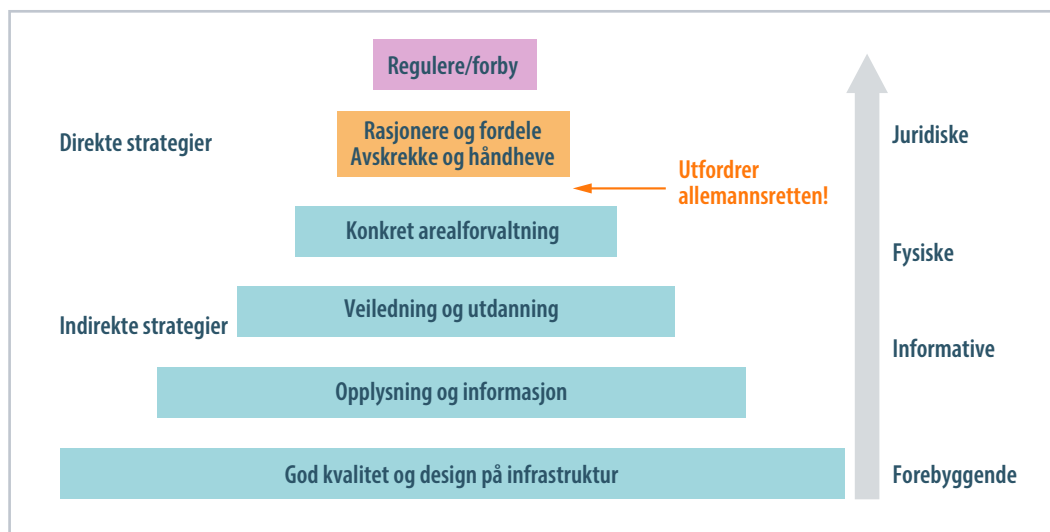 Regulere/forby
Direkte strategier
Rasjonere og fordele
Avskrekke og håndheve
Juridiske
Utfordrer
allemannsretten!
Konkret arealforvaltning
Fysiske
Veiledning og utdanning
Indirekte strategier
Informative
Opplysning og informasjon
God kvalitet og design på infrastruktur
Forebyggende